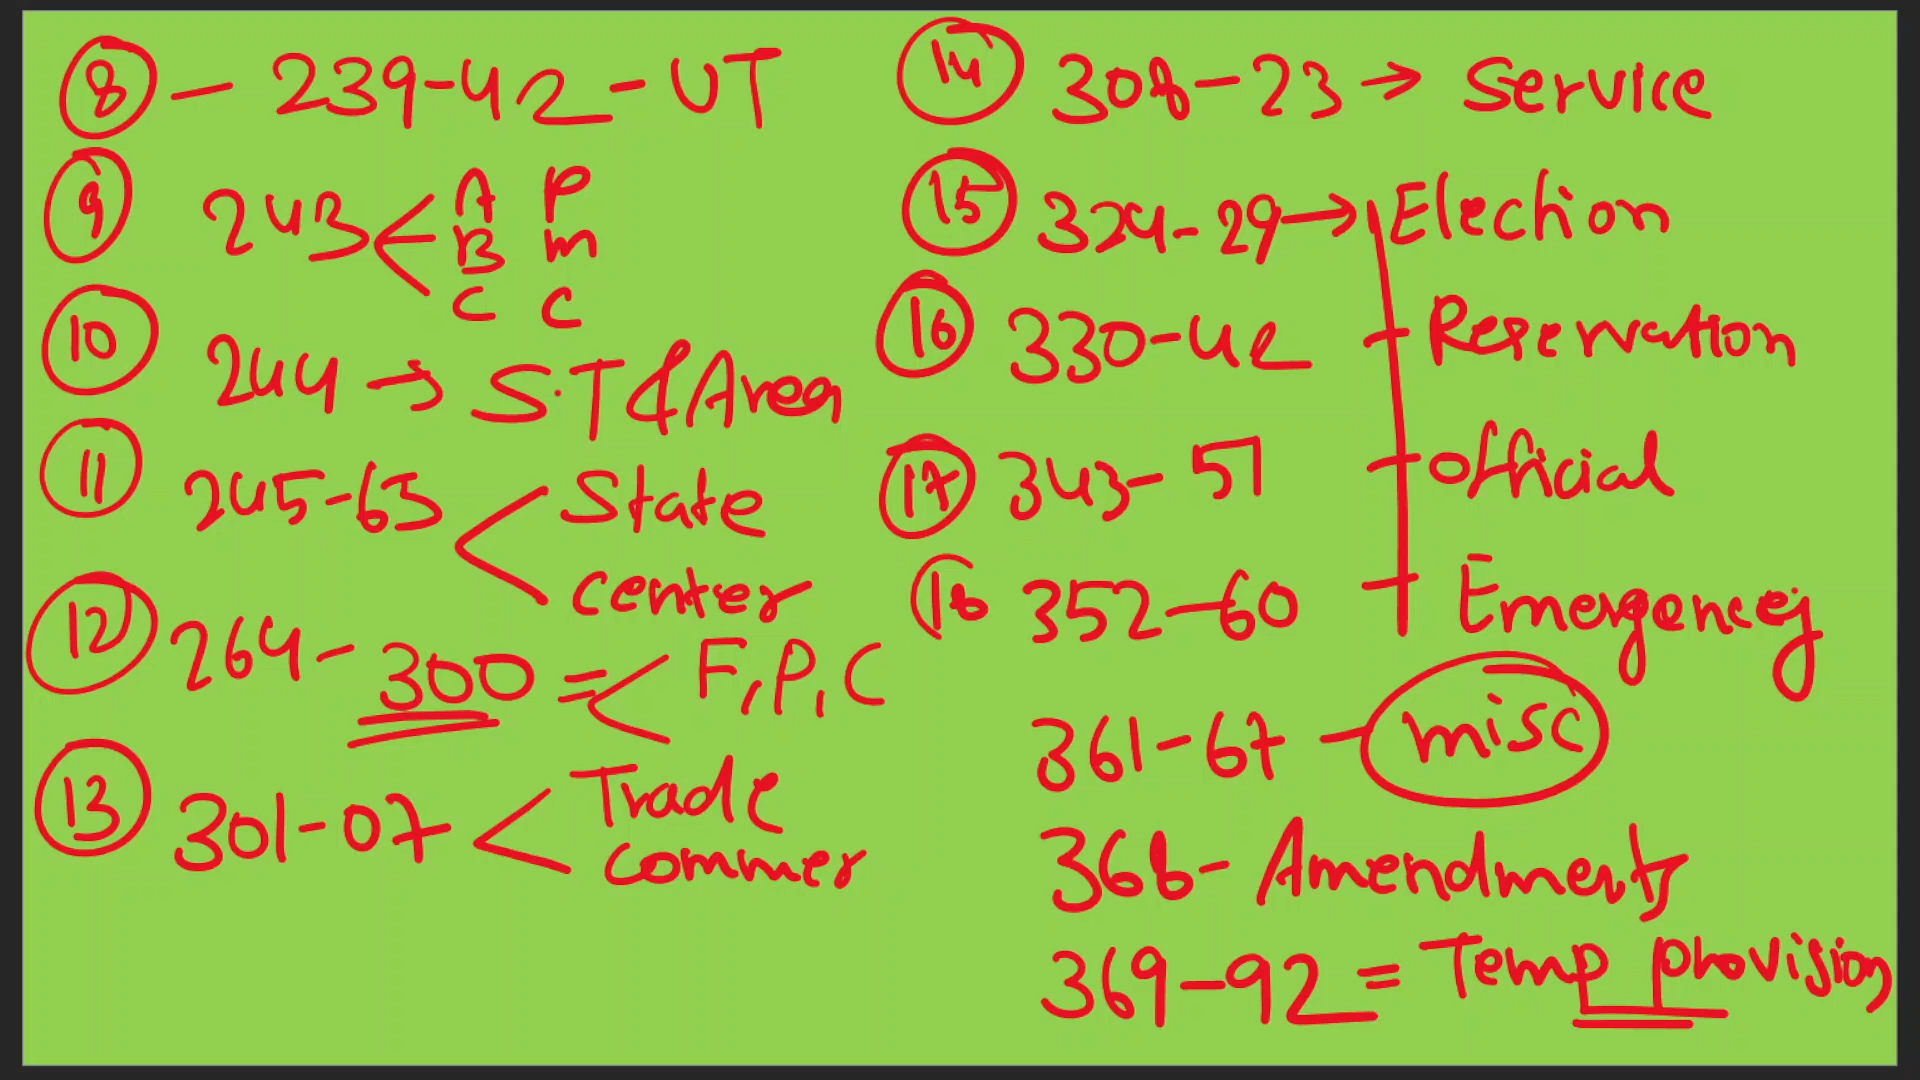 8 - 239-42-UT
9 243 A P
B m
C C
10 244 → S.T & Area
11 245-63 State
center
12 264-300 = F, P, C
13 301-07 Trade
commer
14 308-23 → Service
15 324-29 → Election
16 330-42 - Reservation
17 343-51 - official
18 352-60 - Emergency
361-67 - misc
368 - Amendments
369-92 = Temp provision